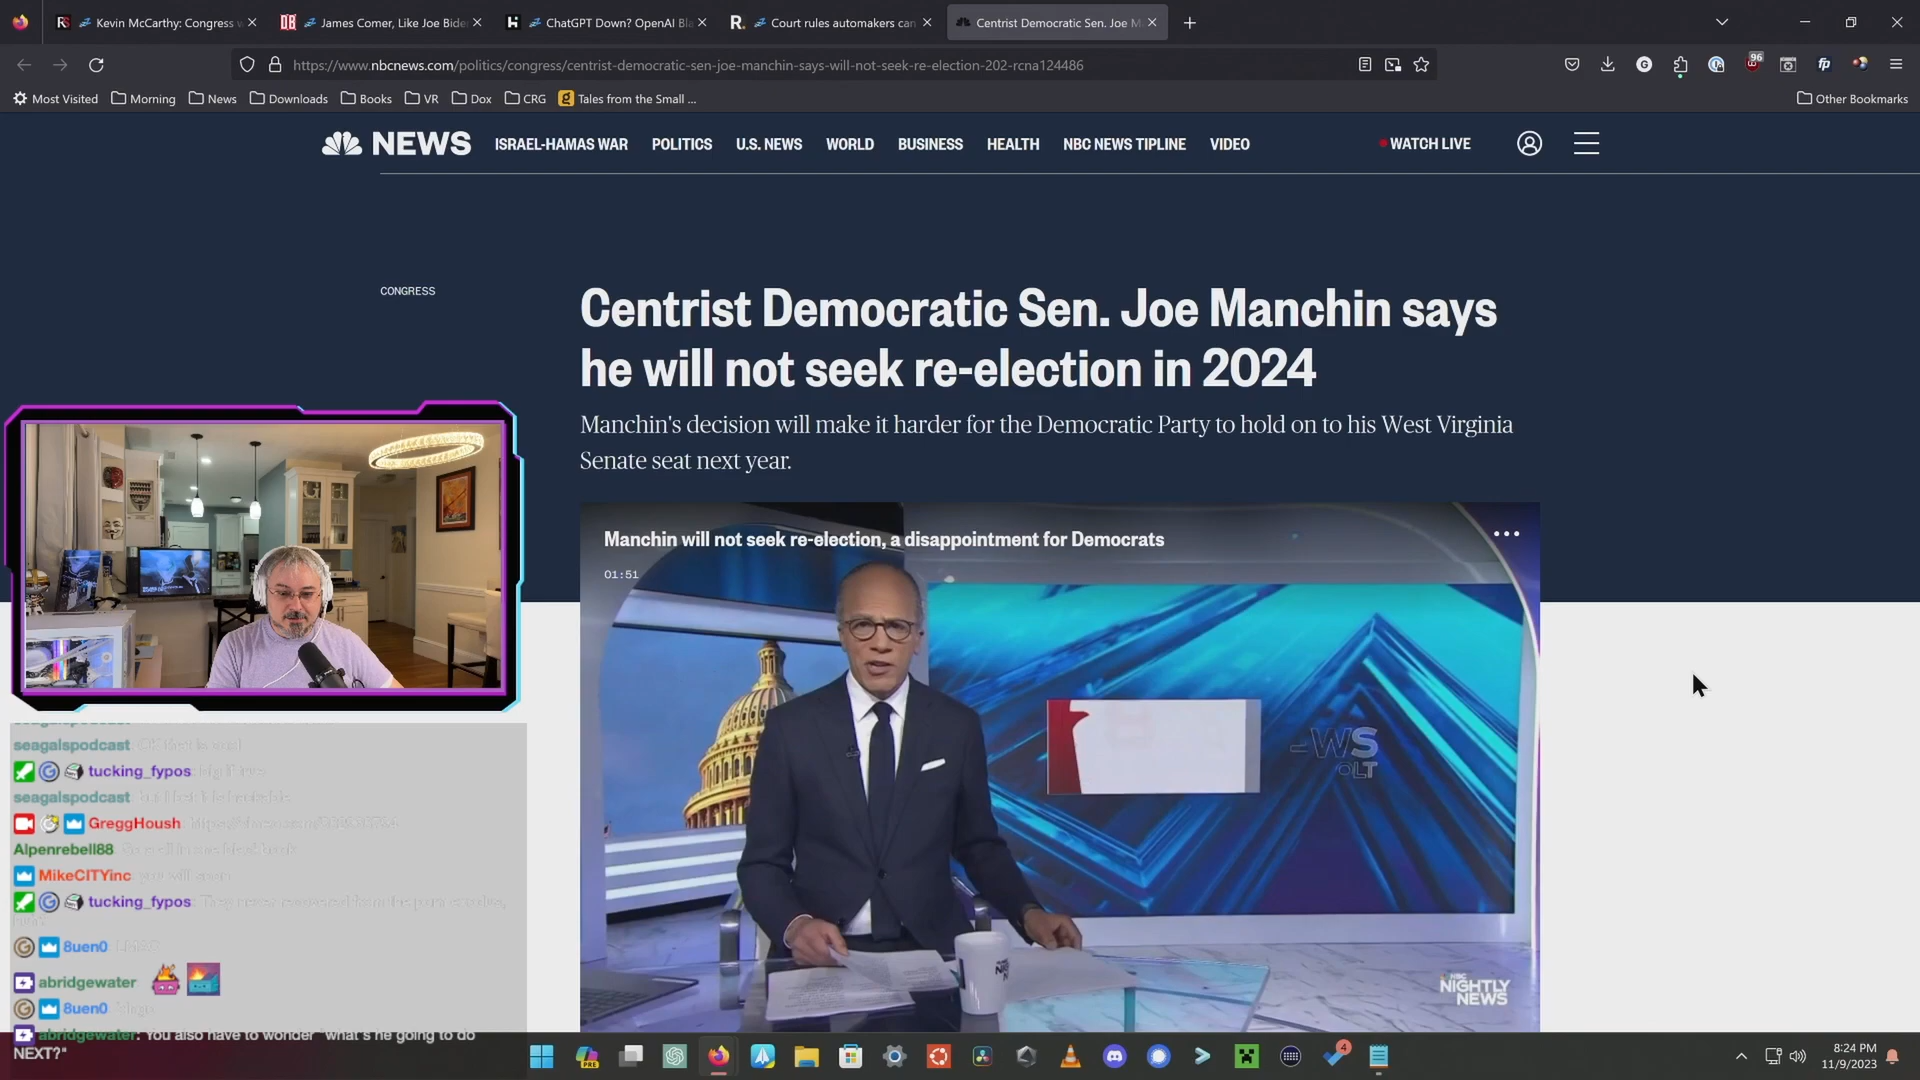 Kevin McCarthy: Congress w
James Comer, Like Joe Bide
ChatGPT Down? OpenAI Bla
Court rules automakers can
Centrist Democratic Sen. Joe M
https://www.nbcnews.com/politics/congress/centrist-democratic-sen-joe-manchin-says-will-not-seek-re-election-202-rcna124486
96
Most Visited
Morning
News
Downloads
Books
VR
Dox
CRG
Tales from the Small ...
Other Bookmarks
NEWS
ISRAEL-HAMAS WAR
POLITICS
U.S. NEWS
WORLD
BUSINESS
HEALTH
NBC NEWS TIPLINE
VIDEO
WATCH LIVE
CONGRESS
Centrist Democratic Sen. Joe Manchin says
he will not seek re-election in 2024
Manchin's decision will make it harder for the Democratic Party to hold on to his West Virginia
Senate seat next year.
Manchin will not seek re-election, a disappointment for Democrats
01:51
NBC
NIGHTLY
NEWS
seagalspodcast
seagalspodcast
tucking_fypos
seagalspodcast
GreggHoush
Alpenrebell88
MikeCITYinc
tucking_fypos
8uen0
abridgewater
8uen0
abridgewater: You also have to wonder "what's he going to do
NEXT?"
PRE
4
8:24 PM
11/9/2023